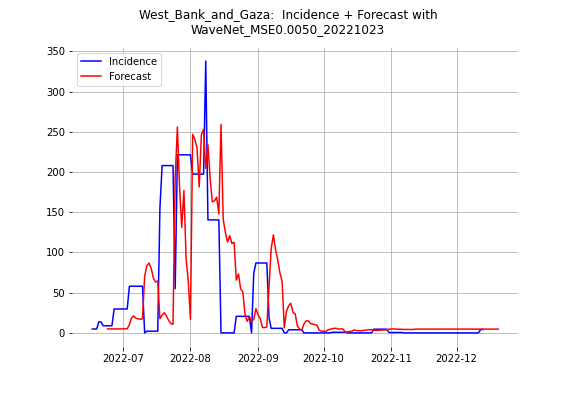 West_Bank_and_Gaza:  Incidence + Forecast with
WaveNet_MSE0.0050_20221023
Incidence
Forecast
350
300
250
200
150
100
50
0
2022-07 2022-08 2022-09 2022-10 2022-11 2022-12